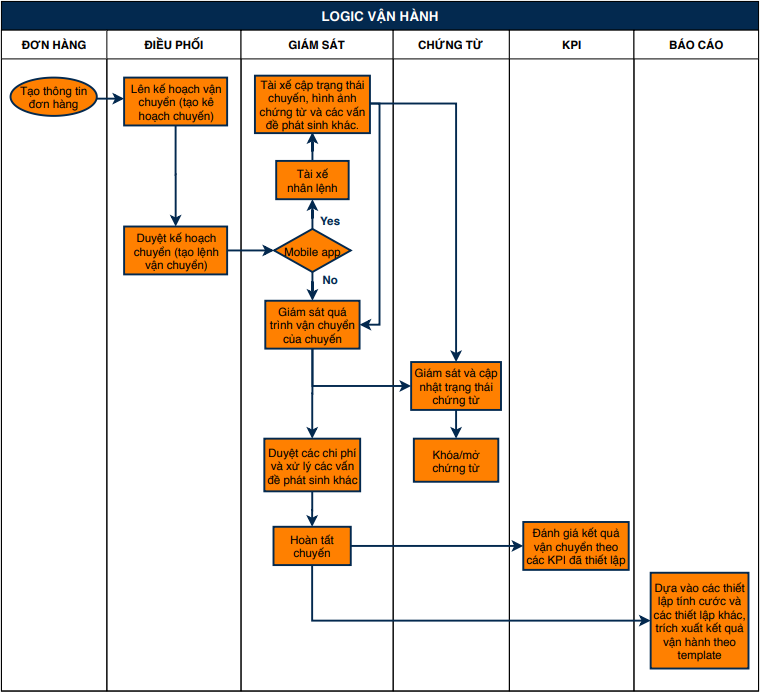 LOGIC VẬN HÀNH
ĐƠN HÀNG
ĐIỀU PHỐI
GIÁM SÁT
CHỨNG TỪ
KPI
BÁO CÁO
Tạo thông tin
đơn hàng
Lên kế hoạch vận
chuyển (tạo kế
hoạch chuyến)
Tài xế cập trạng thái
chuyến, hình ảnh
chứng từ và các vấn
đề phát sinh khác.
Tài xế
nhận lệnh
Yes
Duyệt kế hoạch
chuyến (tạo lệnh
vận chuyển)
Mobile app
No
Giám sát quá
trình vận chuyển
của chuyến
Giám sát và cập
nhật trạng thái
chứng từ
Duyệt các chi phí
và xử lý các vấn
đề phát sinh khác
Khóa/mở
chứng từ
Hoàn tất
chuyến
Đánh giá kết quả
vận chuyển theo
các KPI đã thiết lập
Dựa vào các thiết
lập tính cước và
các thiết lập khác,
trích xuất kết quả
vận hành theo
template